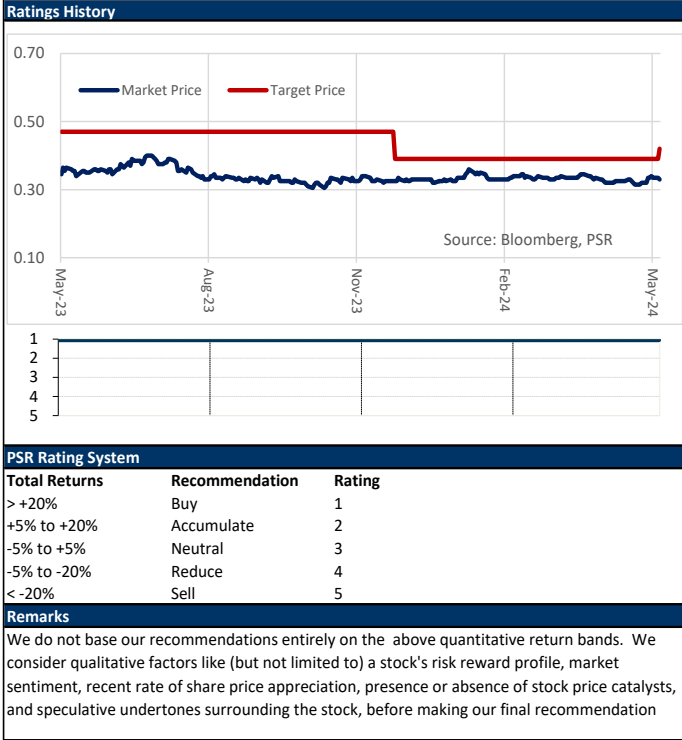 Ratings History
0.70
Market Price Target Price
0.50
0.30
Source: Bloomberg, PSR
0.10
May-23 Aug-23 Nov-23 Feb-24 May-24
1
2
3
4
5
PSR Rating System
Total Returns Recommendation Rating
> +20% Buy 1
+5% to +20% Accumulate 2
-5% to +5% Neutral 3
-5% to -20% Reduce 4
< -20% Sell 5
Remarks
We do not base our recommendations entirely on the above quantitative return bands. We
consider qualitative factors like (but not limited to) a stock's risk reward profile, market
sentiment, recent rate of share price appreciation, presence or absence of stock price catalysts,
and speculative undertones surrounding the stock, before making our final recommendation